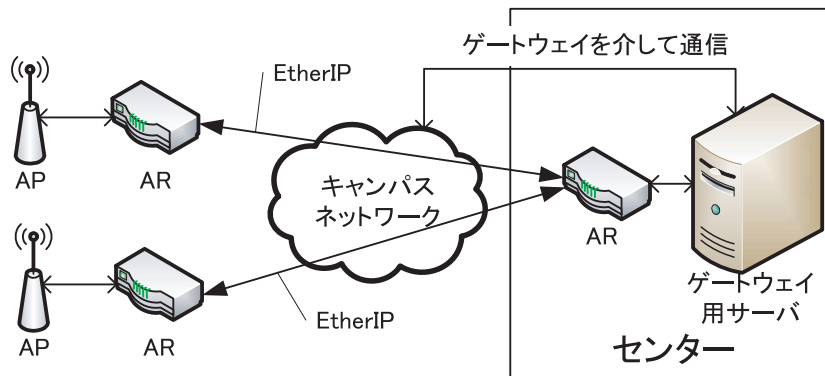 ゲートウェイを介して通信
EtherIP
AP
AR
キャンパス
ネットワーク
AR
ゲートウェイ
用サーバ
AP
AR
EtherIP
センター